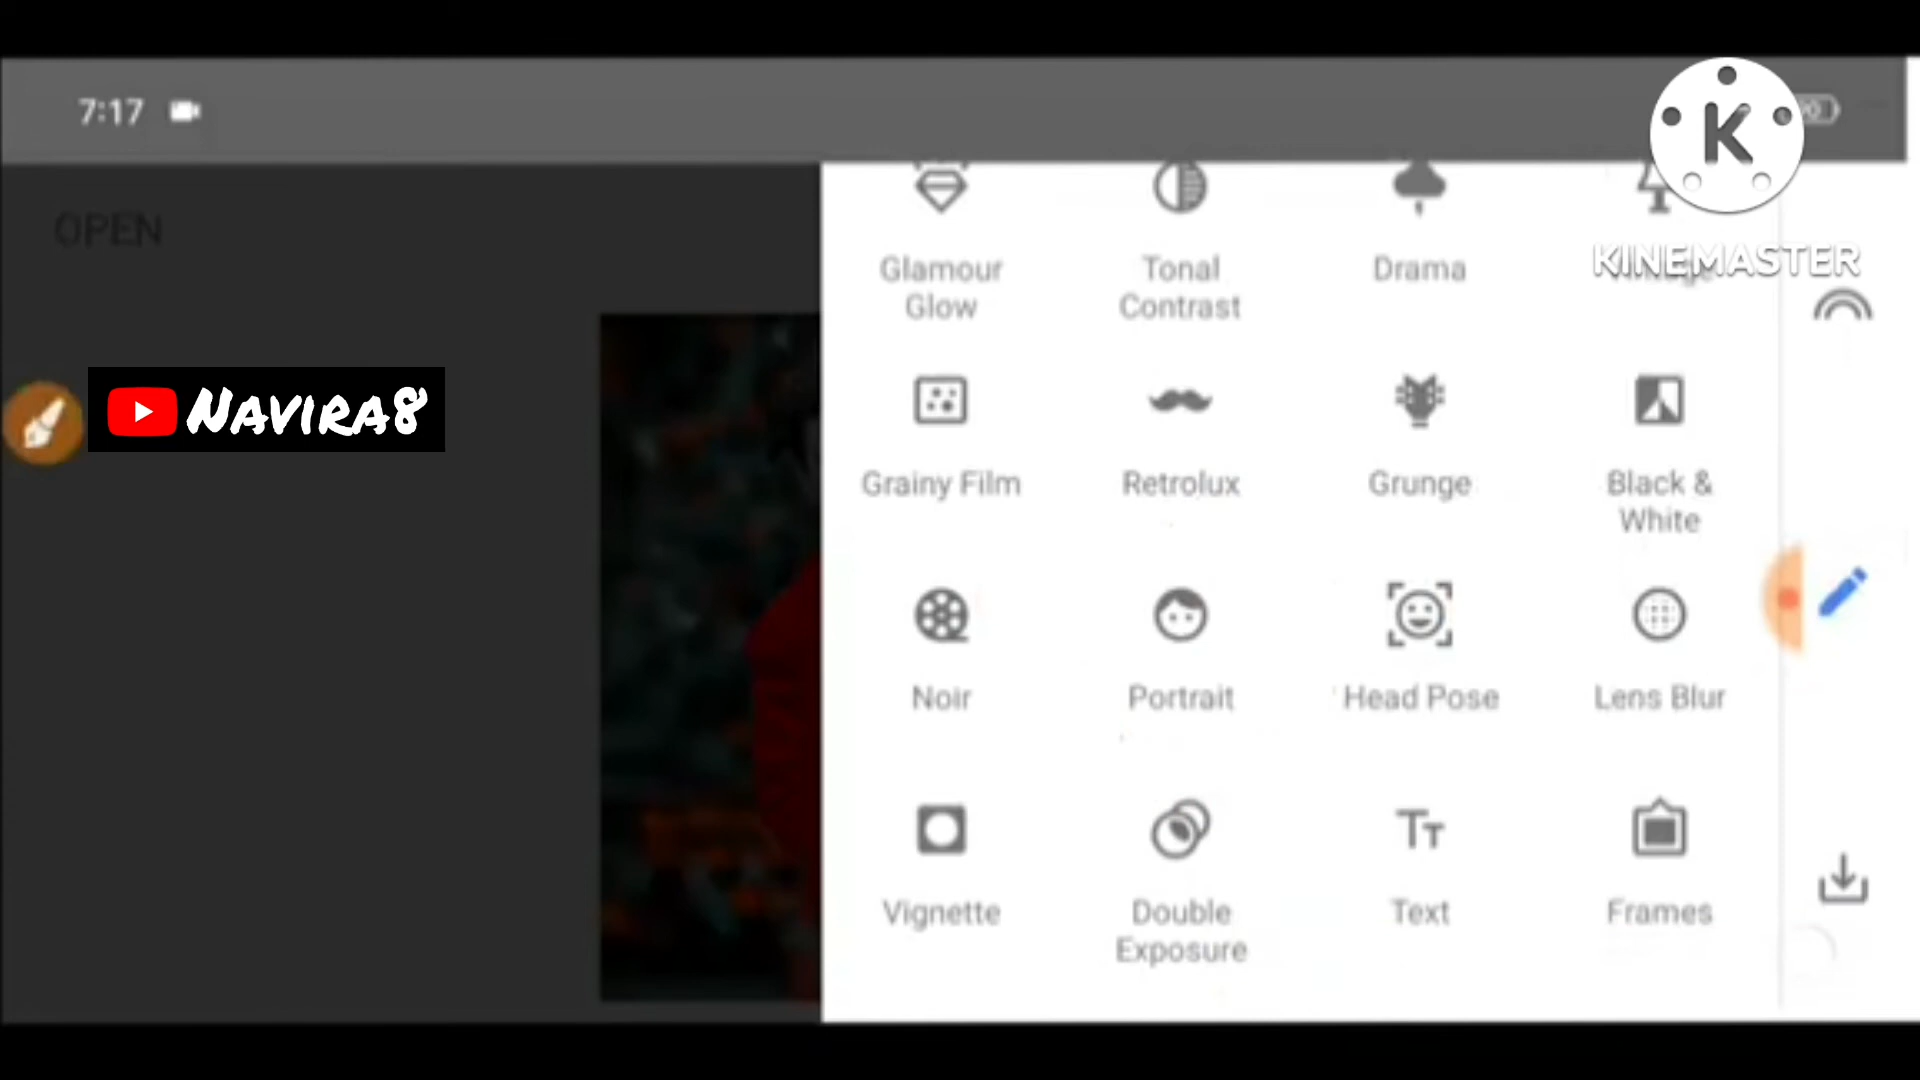 7:17
K
KINEMASTER
OPEN
Glamour
Glow
Tonal
Contrast
Drama
Navira8
Grainy Film
Retrolux
Grunge
Black &
White
Noir
Portrait
Head Pose
Lens Blur
Vignette
Double
Exposure
Text
Frames